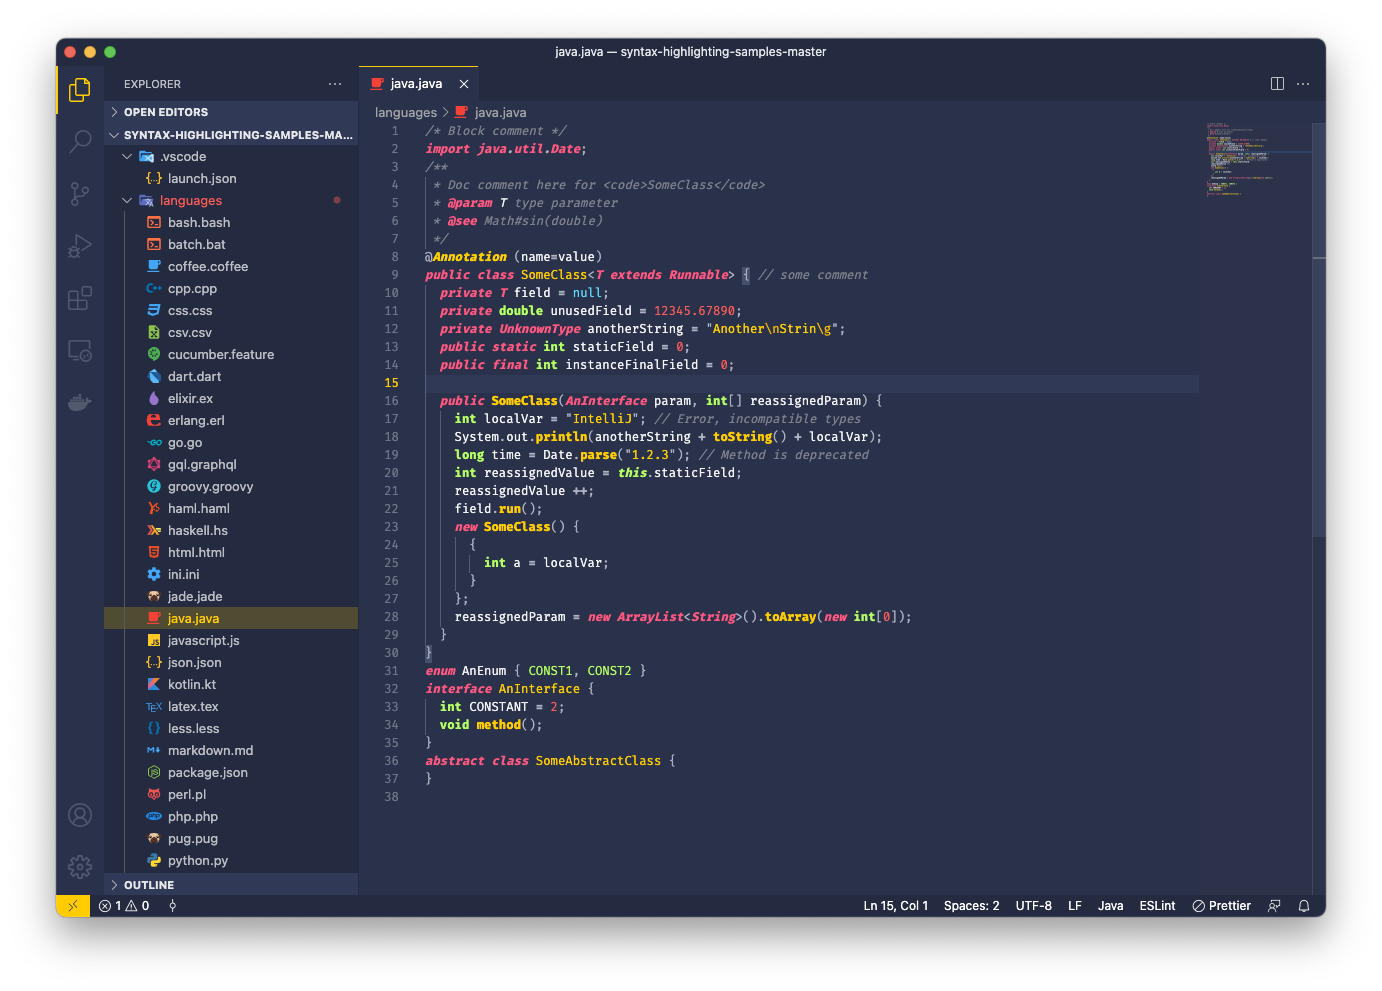 java.java — syntax-highlighting-samples-master
EXPLORER
OPEN EDITORS
SYNTAX-HIGHLIGHTING-SAMPLES-MA...
.vscode
launch.json
languages
bash.bash
batch.bat
coffee.coffee
cpp.cpp
css.css
csv.csv
cucumber.feature
dart.dart
elixir.ex
erlang.erl
go.go
gql.graphql
groovy.groovy
haml.haml
haskell.hs
html.html
ini.ini
jade.jade
java.java
javascript.js
json.json
kotlin.kt
latex.tex
less.less
markdown.md
package.json
perl.pl
php.php
pug.pug
python.py
OUTLINE
java.java
languages > java.java
1 /* Block comment */
2 import java.util.Date;
3 /**
4  * Doc comment here for <code>SomeClass</code>
5  * @param T type parameter
6  * @see Math#sin(double)
7  */
8 @Annotation (name=value)
9 public class SomeClass<T extends Runnable> { // some comment
10   private T field = null;
11   private double unusedField = 12345.67890;
12   private UnknownType anotherString = "Another\nStrin\g";
13   public static int staticField = 0;
14   public final int instanceFinalField = 0;
15
16   public SomeClass(AnInterface param, int[] reassignedParam) {
17     int localVar = "IntelliJ"; // Error, incompatible types
18     System.out.println(anotherString + toString() + localVar);
19     long time = Date.parse("1.2.3"); // Method is deprecated
20     int reassignedValue = this.staticField;
21     reassignedValue ++;
22     field.run();
23     new SomeClass() {
24       {
25         int a = localVar;
26       }
27     };
28     reassignedParam = new ArrayList<String>().toArray(new int[0]);
29   }
30 }
31 enum AnEnum { CONST1, CONST2 }
32 interface AnInterface {
33   int CONSTANT = 2;
34   void method();
35 }
36 abstract class SomeAbstractClass {
37 }
38
1 0
Ln 15, Col 1 Spaces: 2 UTF-8 LF Java ESLint Prettier